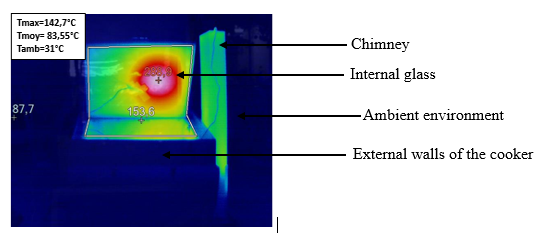 Tmax=142,7°C
Tmoy= 83,55°C
Tamb=31°C
Chimney
Internal glass
87,7
153,6
Ambient environment
External walls of the cooker